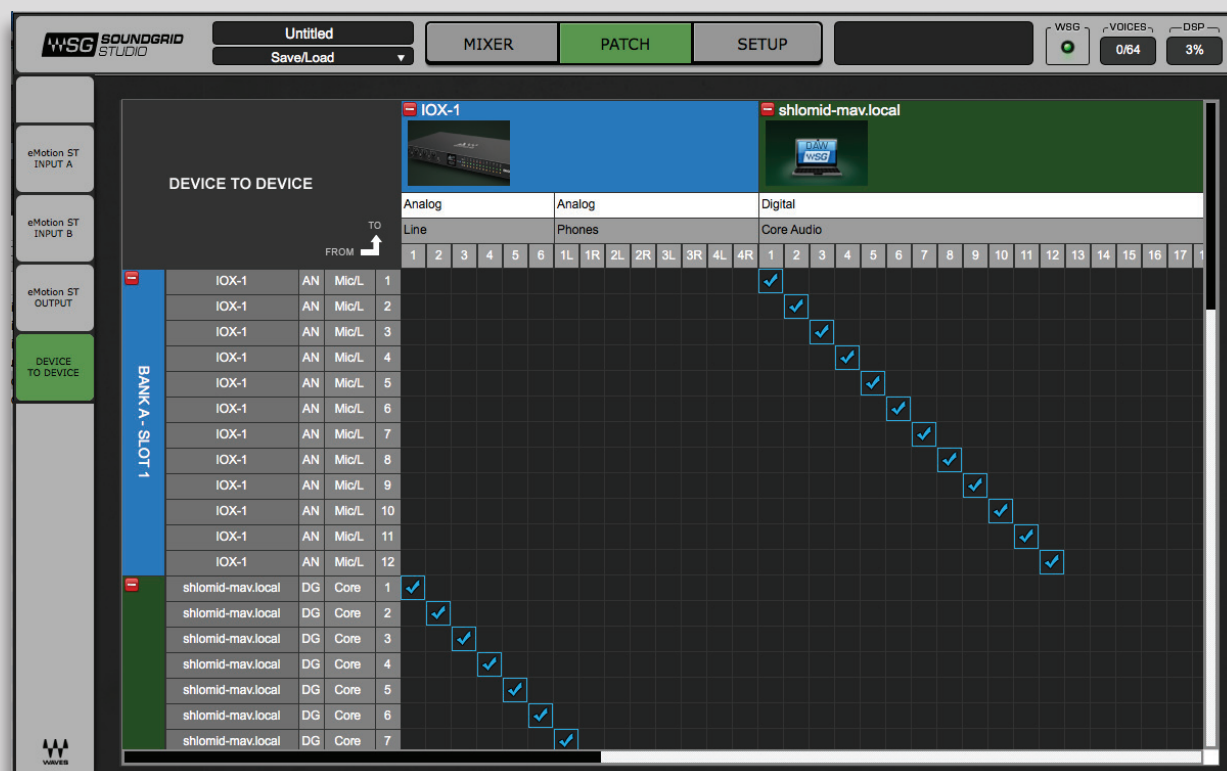 WSG SOUNDGRID STUDIO
Untitled
Save/Load
MIXER
PATCH
SETUP
WSG
VOICES
0/64
DSP
3%
eMotion ST
INPUT A
eMotion ST
INPUT B
eMotion ST
OUTPUT
DEVICE
TO DEVICE
WAVES
DEVICE TO DEVICE
TO
FROM
IOX-1
shlomid-mav.local
DAW
WSG
Analog Analog Digital
Line Phones Core Audio
1 2 3 4 5 6 1L 1R 2L 2R 3L 3R 4L 4R 1 2 3 4 5 6 7 8 9 10 11 12 13 14 15 16 17
BANK A - SLOT 1
IOX-1 AN Mic/L 1
IOX-1 AN Mic/L 2
IOX-1 AN Mic/L 3
IOX-1 AN Mic/L 4
IOX-1 AN Mic/L 5
IOX-1 AN Mic/L 6
IOX-1 AN Mic/L 7
IOX-1 AN Mic/L 8
IOX-1 AN Mic/L 9
IOX-1 AN Mic/L 10
IOX-1 AN Mic/L 11
IOX-1 AN Mic/L 12
shlomid-mav.local DG Core 1
shlomid-mav.local DG Core 2
shlomid-mav.local DG Core 3
shlomid-mav.local DG Core 4
shlomid-mav.local DG Core 5
shlomid-mav.local DG Core 6
shlomid-mav.local DG Core 7